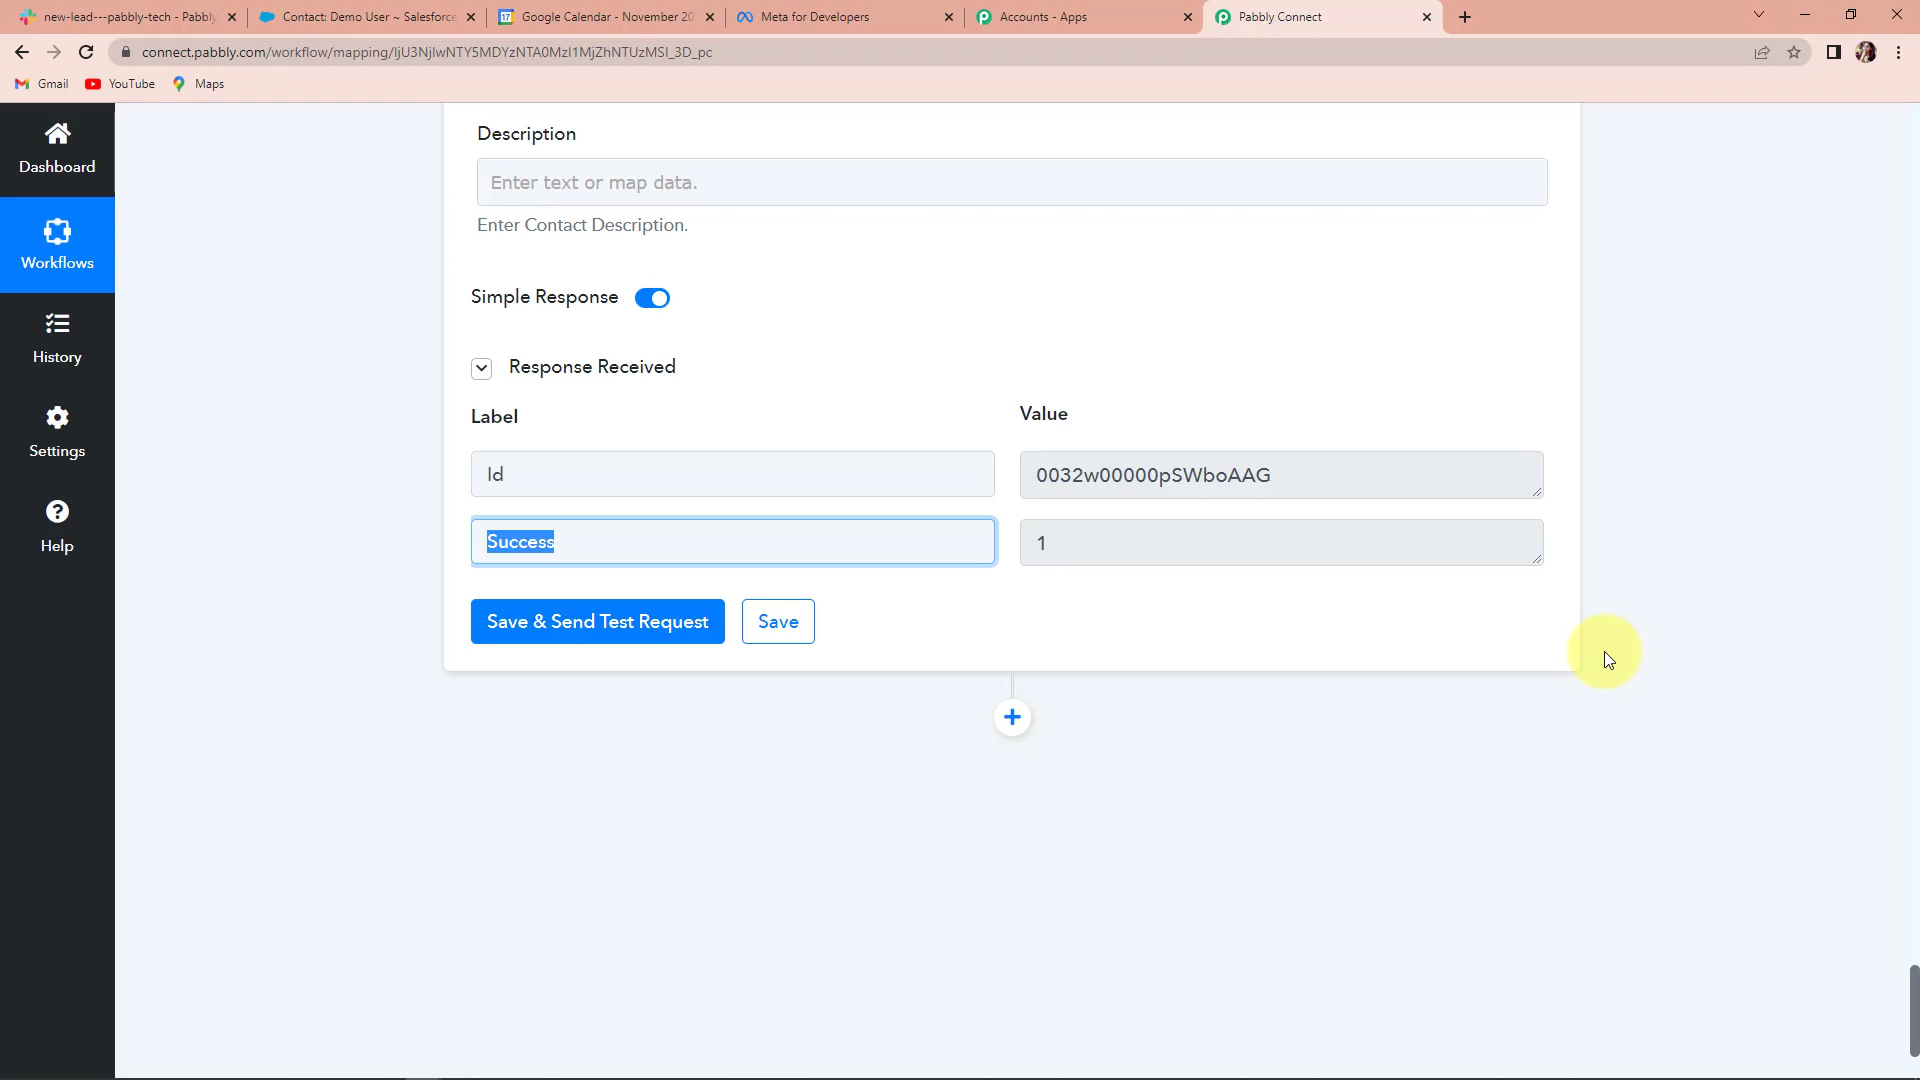 new-lead---pabbly-tech - Pabbly
Contact: Demo User ~ Salesforce
Google Calendar - November 20
Meta for Developers
Accounts - Apps
Pabbly Connect
connect.pabbly.com/workflow/mapping/IjU3NjIwNTY5MDYzNTA0MzI1MjZhNTUzMSI_3D_pc
Gmail
YouTube
Maps
Dashboard
Workflows
History
Settings
?
Help
Description
Enter text or map data.
Enter Contact Description.
Simple Response
Response Received
Label
Value
Id
0032w00000pSWboAAG
Success
1
Save & Send Test Request
Save